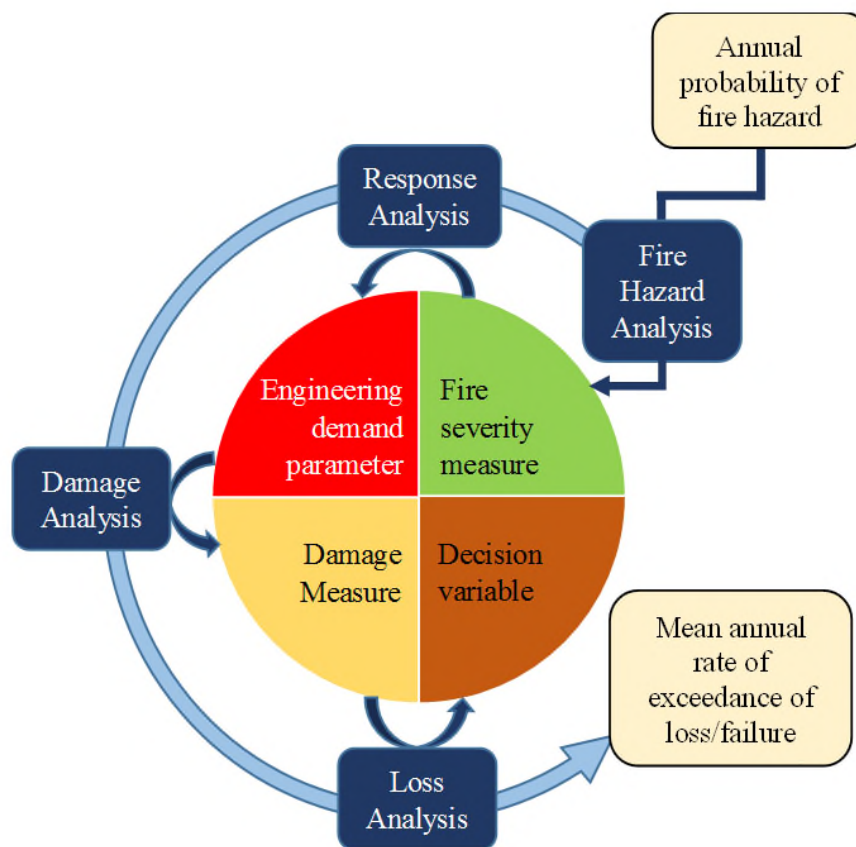 Annual
probability of
fire hazard
Response
Analysis
Fire
Hazard
Analysis
Engineering
demand
parameter
Fire
severity
measure
Damage
Analysis
Damage
Measure
Decision
variable
Mean annual
rate of
exceedance of
loss/failure
Loss
Analysis